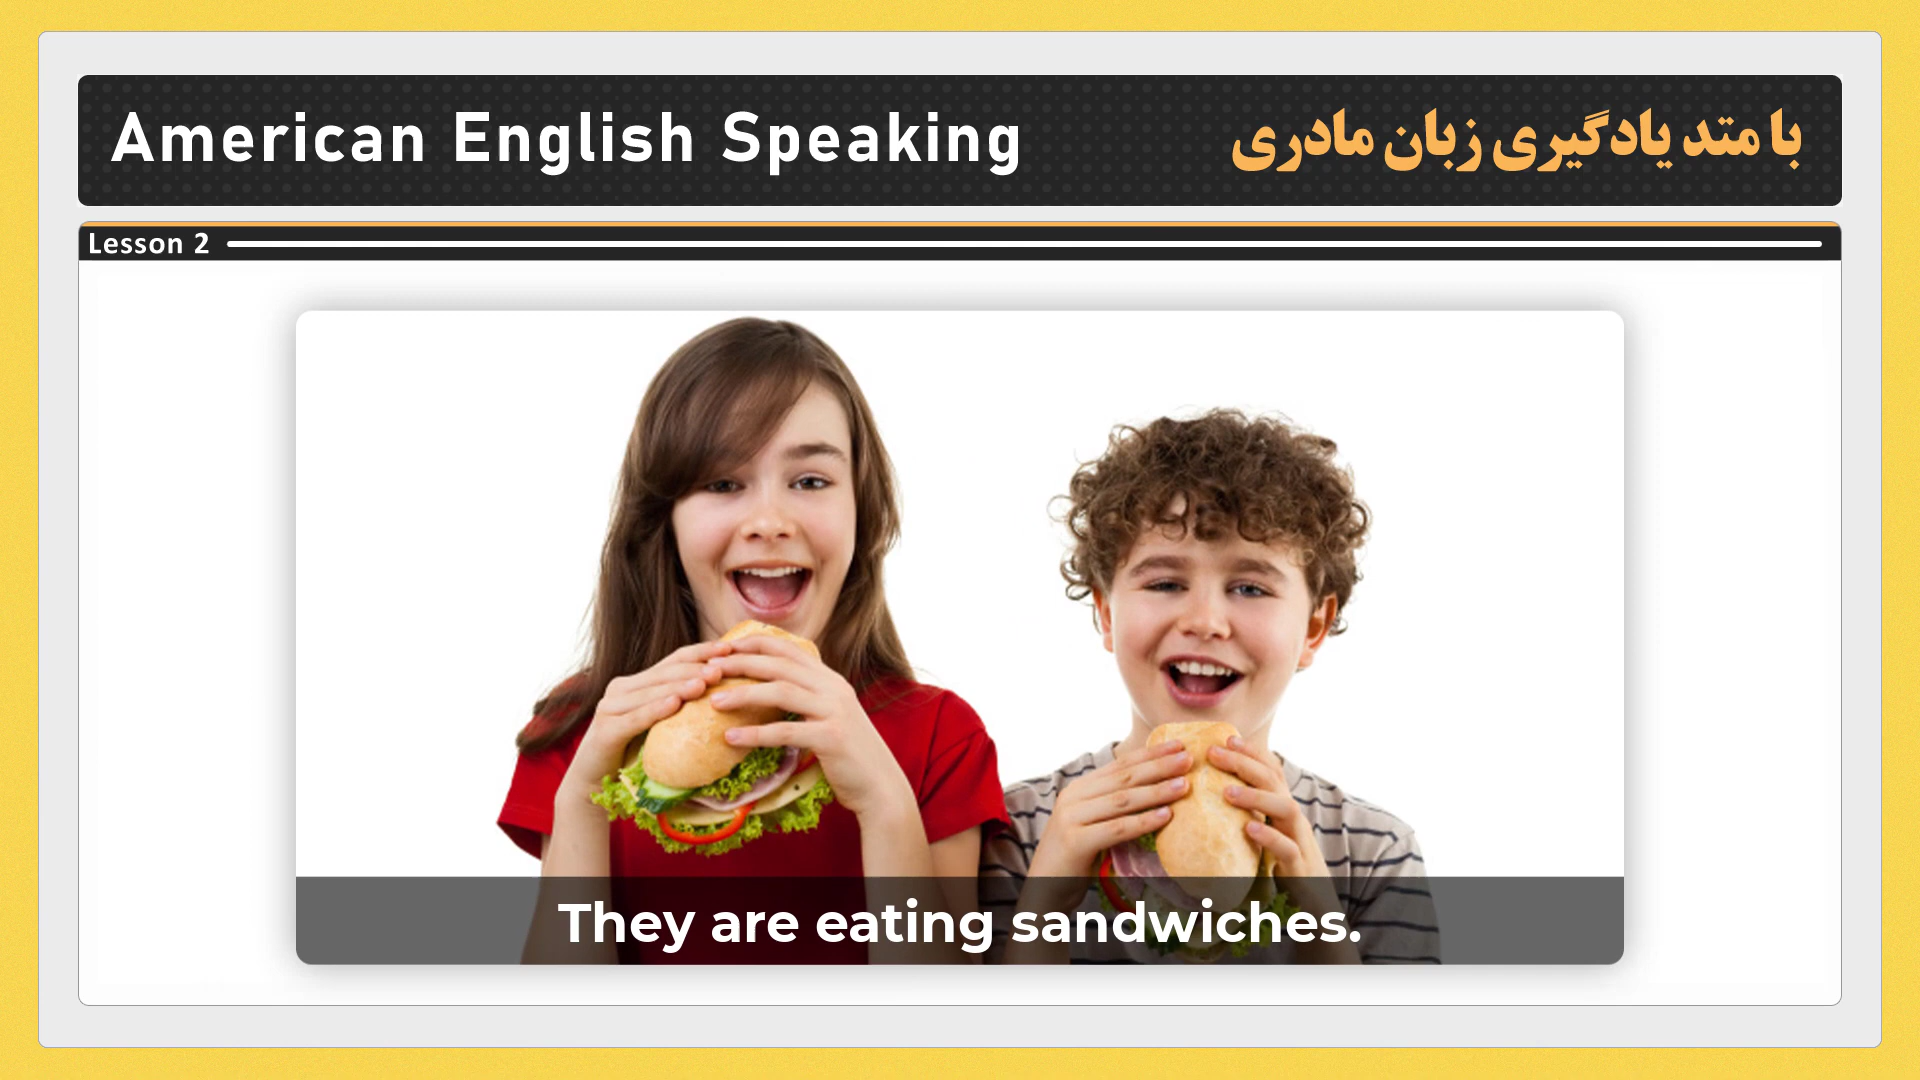 American English Speaking
با متد یادگیری زبان مادری
Lesson 2
They are eating sandwiches.